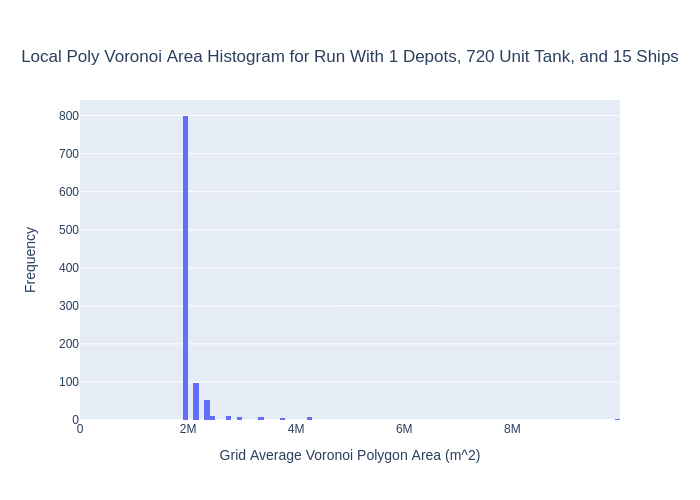 Local Poly Voronoi Area Histogram for Run With 1 Depots, 720 Unit Tank, and 15 Ships
800
700
600
500
400
300
200
100
0
0 2M 4M 6M 8M
Frequency
Grid Average Voronoi Polygon Area (m^2)